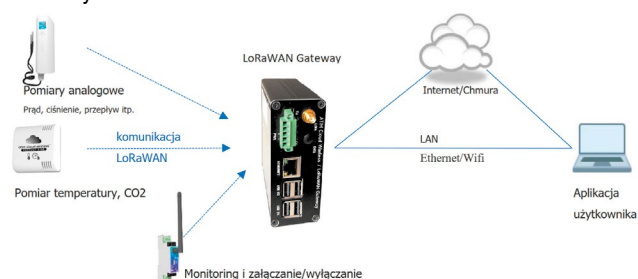 LoRaWAN Gateway
Pomiary analogowe
Prąd, ciśnienie, przepływ itp.
Internet/Chmura
komunikacja
LoRaWAN
LAN
Ethernet/Wifi
Pomiar temperatury, CO2
Aplikacja
użytkownika
Monitoring i załączanie/wyłączanie